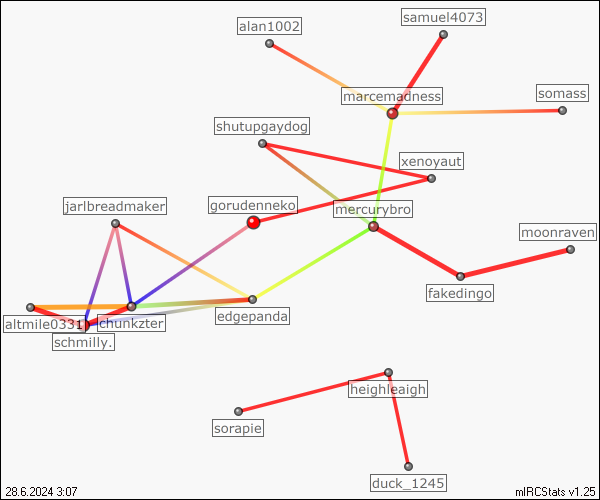 samuel4073
alan1002
marcemadness
somass
shutupgaydog
xenoyaut
jarlbreadmaker
gorudenneko
mercurybro
moonraven
fakedingo
edgepanda
altmile0331
chunkzter
schmilly.
heighleaigh
sorapie
duck_1245
28.6.2024 3:07
mIRCStats v1.25